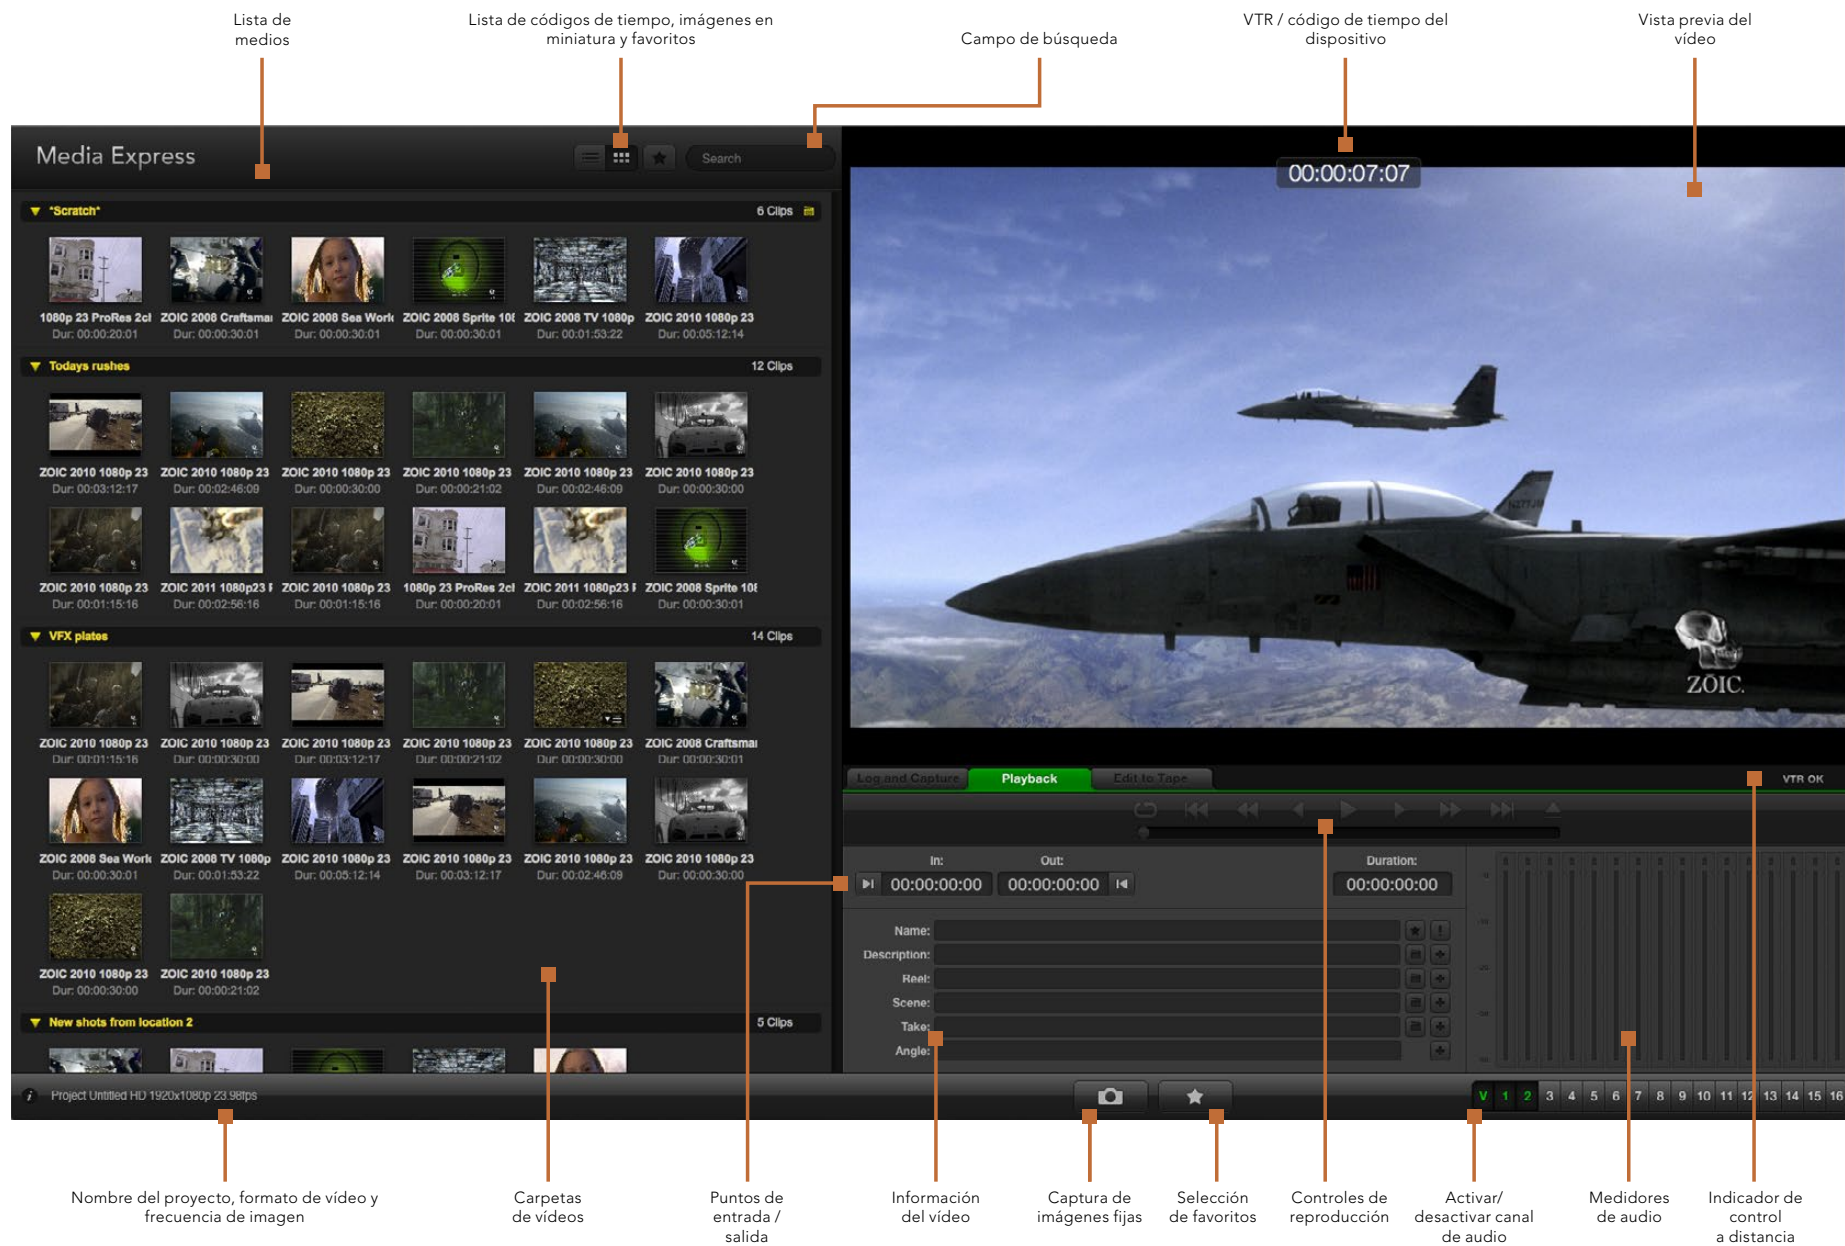 Lista de
medios
Lista de códigos de tiempo, imágenes en
miniatura y favoritos
Campo de búsqueda
VTR / código de tiempo del
dispositivo
Vista previa del
vídeo
Media Express
Search
00:00:07:07
*Scratch*
6 Clips
1080p 23 ProRes 2cl
ZOIC 2008 Craftsma
ZOIC 2008 Sea World
ZOIC 2008 Sprite 108
ZOIC 2008 TV 1080p
ZOIC 2010 1080p 23
Dur: 00:00:20:01
Dur: 00:00:30:01
Dur: 00:00:30:01
Dur: 00:00:30:01
Dur: 00:01:53:22
Dur: 00:05:12:14
Todays rushes
12 Clips
ZOIC 2010 1080p 23
ZOIC 2010 1080p 23
ZOIC 2010 1080p 23
ZOIC 2010 1080p 23
ZOIC 2010 1080p 23
ZOIC 2010 1080p 23
Dur: 00:03:12:17
Dur: 00:02:46:09
Dur: 00:00:30:00
Dur: 00:00:21:02
Dur: 00:02:46:09
Dur: 00:00:30:00
ZOIC 2010 1080p 23
ZOIC 2011 1080p23 F
ZOIC 2010 1080p 23
1080p 23 ProRes 2cl
ZOIC 2011 1080p23 F
ZOIC 2008 Sprite 108
Dur: 00:01:15:16
Dur: 00:02:56:16
Dur: 00:01:15:16
Dur: 00:00:20:01
Dur: 00:02:56:16
Dur: 00:00:30:01
VFX plates
14 Clips
ZOIC 2010 1080p 23
ZOIC 2010 1080p 23
ZOIC 2010 1080p 23
ZOIC 2010 1080p 23
ZOIC 2010 1080p 23
ZOIC 2008 Craftsma
Dur: 00:01:15:16
Dur: 00:00:30:00
Dur: 00:03:12:17
Dur: 00:00:21:02
Dur: 00:00:30:00
Dur: 00:00:30:01
ZOIC 2008 Sea World
ZOIC 2008 TV 1080p
ZOIC 2010 1080p 23
ZOIC 2010 1080p 23
ZOIC 2010 1080p 23
ZOIC 2010 1080p 23
Dur: 00:00:30:01
Dur: 00:01:53:22
Dur: 00:05:12:14
Dur: 00:03:12:17
Dur: 00:02:46:09
Dur: 00:00:30:00
ZOIC 2010 1080p 23
ZOIC 2010 1080p 23
Dur: 00:00:30:00
Dur: 00:00:21:02
New shots from location 2
5 Clips
Project Untitled HD 1920x1080p 23.98fps
ZOIC.
Log and Capture
Playback
Edit to Tape
VTR OK
In:
Out:
Duration:
00:00:00:00
00:00:00:00
00:00:00:00
Name:
Description:
Reel:
Scene:
Take:
Angle:
V 1 2 3 4 5 6 7 8 9 10 11 12 13 14 15 16
Nombre del proyecto, formato de vídeo y
frecuencia de imagen
Carpetas
de vídeos
Puntos de
entrada /
salida
Información
del vídeo
Captura de
imágenes fijas
Selección
de favoritos
Controles de
reproducción
Activar/
desactivar canal
de audio
Medidores
de audio
Indicador de
control
a distancia